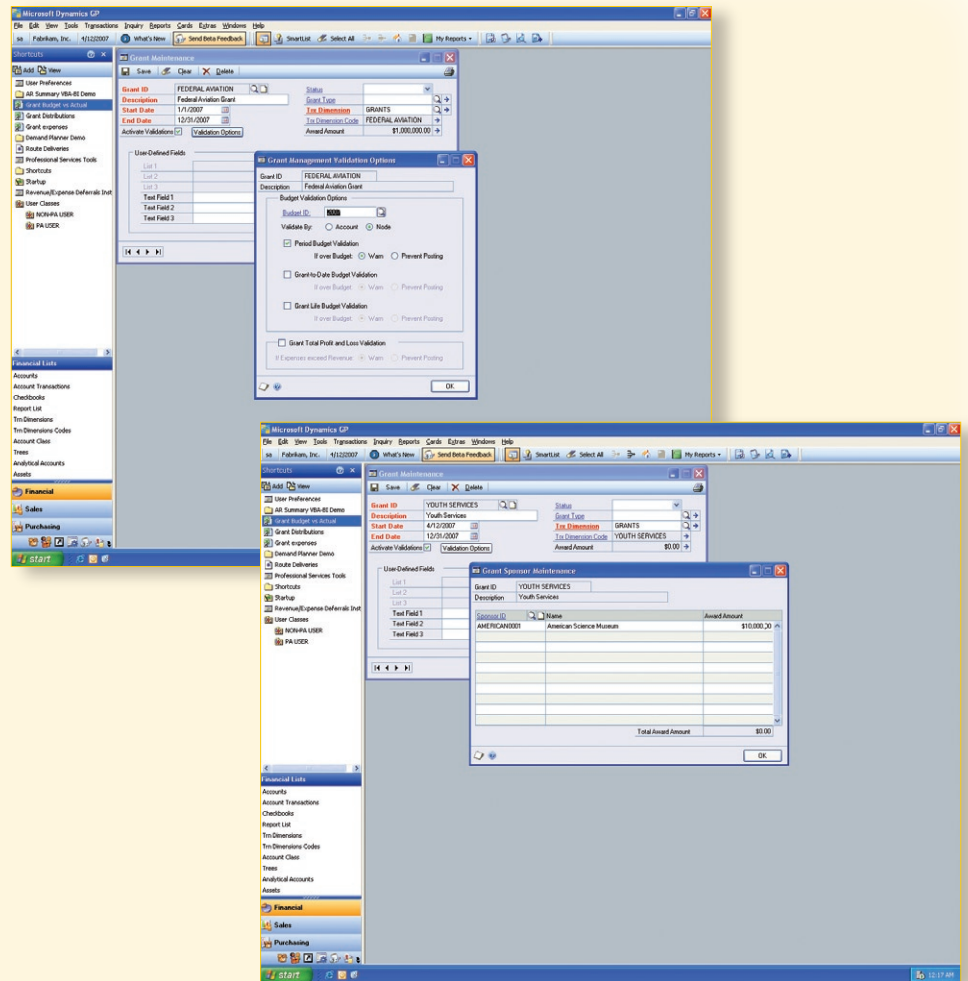 Microsoft Dynamics GP
File Edit View Tools Transactions Inquiry Reports Cards Extras Windows Help
sa Fabrikam, Inc. 4/12/2007 What's New Send Beta Feedback SmartList Select All My Reports
Shortcuts
Add View
User Preferences
AR Summary VBA-BI Demo
Grant Budget vs Actual
Grant Distributions
Grant expenses
Demand Planner Demo
Route Deliveries
Professional Services Tools
Shortcuts
Startup
Revenue/Expense Deferrals Inst
User Classes
NON-PA USER
PA USER
Financial Lists
Accounts
Account Transactions
Checkbooks
Report List
Trn Dimensions
Trn Dimensions Codes
Account Class
Trees
Analytical Accounts
Assets
Financial
Sales
Purchasing
start
Grant Maintenance
Save Clear Delete
Grant ID FEDERAL AVIATION Status
Description Federal Aviation Grant Grant Type
Start Date 1/1/2007 Trx Dimension GRANTS
End Date 12/31/2007 Trx Dimension Code FEDERAL AVIATION
Activate Validations Validation Options Award Amount $1,000,000.00
User-Defined Fields
List 1
List 2
List 3
Text Field 1
Text Field 2
Text Field 3
Grant Management Validation Options
Grant ID FEDERAL AVIATION
Description Federal Aviation Grant
Budget Validation Options
Budget ID: 2007
Validate By: Account Node
Period Budget Validation
If over Budget: Warn Prevent Posting
Grant-to-Date Budget Validation
If over Budget: Warn Prevent Posting
Grant Life Budget Validation
If over Budget: Warn Prevent Posting
Grant Total Profit and Loss Validation
If Expenses exceed Revenue: Warn Prevent Posting
OK
Microsoft Dynamics GP
File Edit View Tools Transactions Inquiry Reports Cards Extras Windows Help
sa Fabrikam, Inc. 4/12/2007 What's New Send Beta Feedback SmartList Select All My Reports
Shortcuts
Add View
User Preferences
AR Summary VBA-BI Demo
Grant Budget vs Actual
Grant Distributions
Grant expenses
Demand Planner Demo
Route Deliveries
Professional Services Tools
Shortcuts
Startup
Revenue/Expense Deferrals Inst
User Classes
NON-PA USER
PA USER
Financial Lists
Accounts
Account Transactions
Checkbooks
Report List
Trn Dimensions
Trn Dimensions Codes
Account Class
Trees
Analytical Accounts
Assets
Financial
Sales
Purchasing
start
Grant Maintenance
Save Clear Delete
Grant ID YOUTH SERVICES Status
Description Youth Services Grant Type
Start Date 4/12/2007 Trx Dimension GRANTS
End Date 12/31/2007 Trx Dimension Code YOUTH SERVICES
Activate Validations Validation Options Award Amount $0.00
User-Defined Fields
List 1
List 2
List 3
Text Field 1
Text Field 2
Text Field 3
Grant Sponsor Maintenance
Grant ID YOUTH SERVICES
Description Youth Services
Sponsor ID Name Award Amount
AMERICAN0001 American Science Museum $10,000.00
Total Award Amount $0.00
OK
12:17 AM